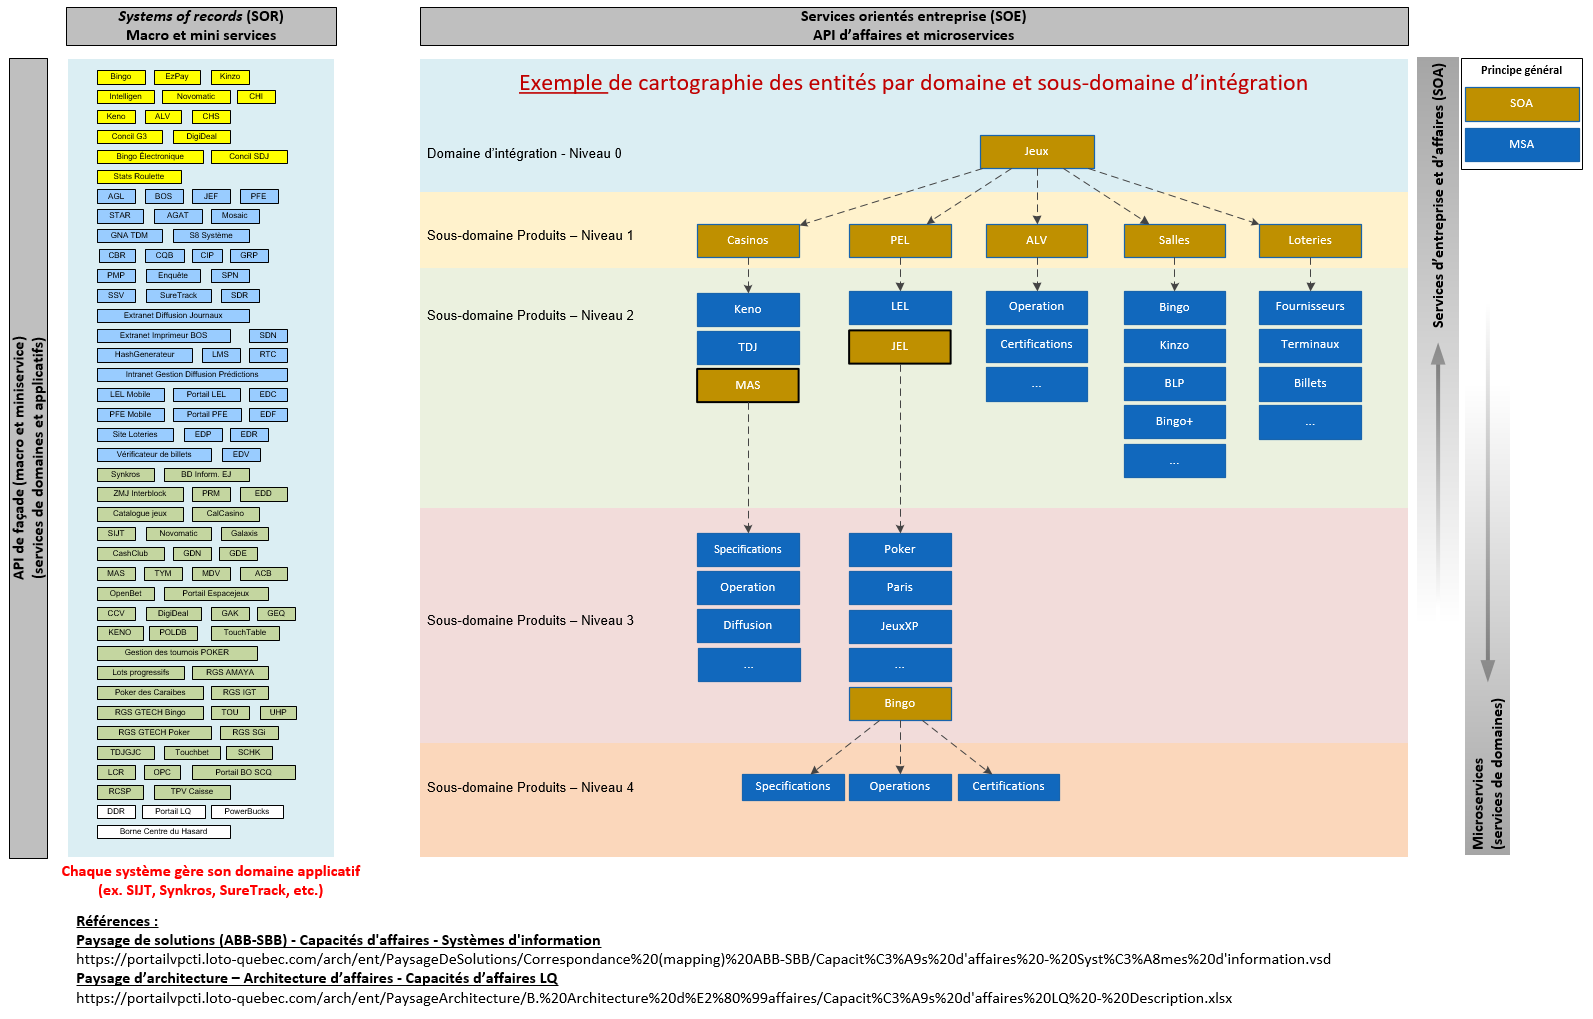 Systems of records (SOR)
Macro et mini services
Services orientés entreprise (SOE)
API d'affaires et microservices
API de façade (macro et miniservice)
(services de domaines et applicatifs)
Bingo EzPay Kinzo
Intelligen Novomatic CHI
Keno ALV CHS
Concil G3 DigiDeal
Bingo Électronique Concil SDJ
Stats Roulette
AGL BOS JEF PFE
STAR AGAT Mosaic
GNA TDM S8 Système
CBR CQB CIP GRP
PMP Enquête SPN
SSV SureTrack SDR
Extranet Diffusion Journaux
Extranet Imprimeur BOS SDN
HashGenerateur LMS RTC
Intranet Gestion Diffusion Prédictions
LEL Mobile Portail LEL EDC
PFE Mobile Portail PFE EDF
Site Loteries EDP EDR
Vérificateur de billets EDV
Synkros BD Inform. EJ
ZMJ Interblock PRM EDD
Catalogue jeux CalCasino
SIJT Novomatic Galaxis
CashClub GDN GDE
MAS TYM MDV ACB
OpenBet Portail Espacejeux
CCV DigiDeal GAK GEQ
KENO POLDB TouchTable
Gestion des tournois POKER
Lots progressifs RGS AMAYA
Poker des Caraibes RGS IGT
RGS GTECH Bingo TOU UHP
RGS GTECH Poker RGS SGi
TDJGJC Touchbet SCHK
LCR OPC Portail BO SCQ
RCSP TPV Caisse
DDR Portail LQ PowerBucks
Borne Centre du Hasard
Chaque système gère son domaine applicatif
(ex. SIJT, Synkros, SureTrack, etc.)
Exemple de cartographie des entités par domaine et sous-domaine d'intégration
Domaine d'intégration - Niveau 0
Jeux
Sous-domaine Produits – Niveau 1
Casinos PEL ALV Salles Loteries
Sous-domaine Produits – Niveau 2
Keno LEL Operation Bingo Fournisseurs
TDJ JEL Certifications Kinzo Terminaux
MAS ... BLP Billets
Bingo+ ...
...
Sous-domaine Produits – Niveau 3
Specifications Poker
Operation Paris
Diffusion JeuxXP
... ...
Bingo
Sous-domaine Produits – Niveau 4
Specifications Operations Certifications
Services d'entreprise et d'affaires (SOA)
Principe général
SOA
MSA
Microservices
(services de domaines)
Références :
Paysage de solutions (ABB-SBB) - Capacités d'affaires - Systèmes d'information
https://portailvpcti.loto-quebec.com/arch/ent/PaysageDeSolutions/Correspondance%20(mapping)%20ABB-SBB/Capacit%C3%A9s%20d'affaires%20-%20Syst%C3%A8mes%20d'information.vsd
Paysage d'architecture – Architecture d'affaires - Capacités d'affaires LQ
https://portailvpcti.loto-quebec.com/arch/ent/PaysageArchitecture/B.%20Architecture%20d%E2%80%99affaires/Capacit%C3%A9s%20d'affaires%20LQ%20-%20Description.xlsx